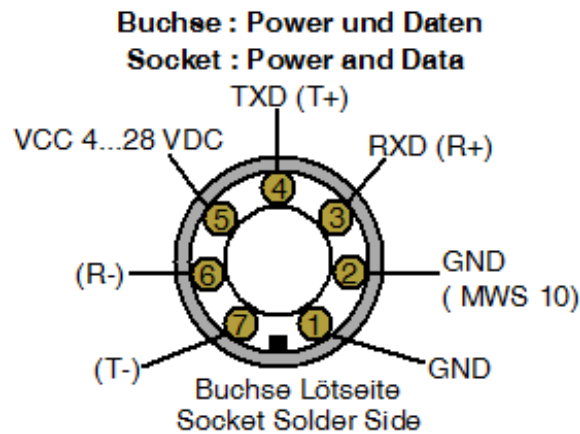 Buchse : Power und Daten
Socket : Power and Data
TXD (T+)
VCC 4...28 VDC
RXD (R+)
4
5
3
(R-)
6
2
GND
( MWS 10)
7
1
(T-)
GND
Buchse Lötseite
Socket Solder Side